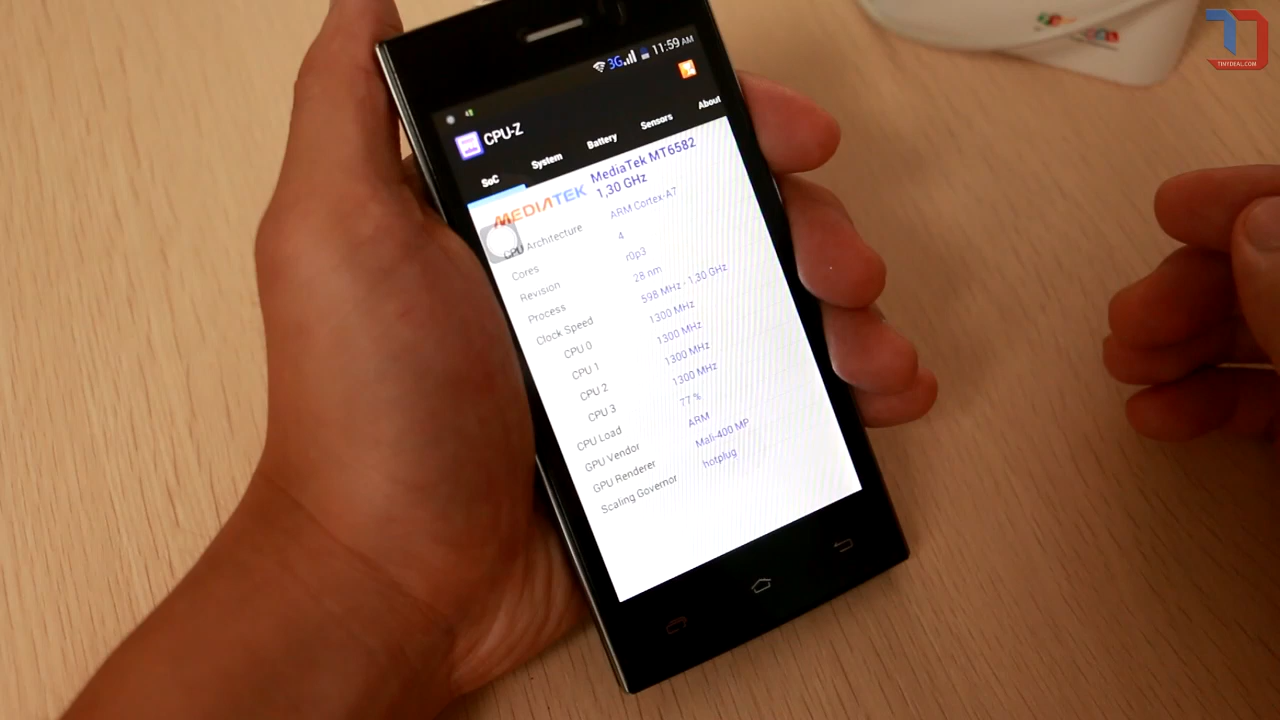 TINYDEAL.COM
3G 11:59 AM
CPU-Z
SoC System Battery Sensors About
MEDIATEK
MediaTek MT6582
1,30 GHz
CPU Architecture ARM Cortex-A7
Cores 4
Revision r0p3
Process 28 nm
Clock Speed 598 MHz - 1,30 GHz
CPU 0 1300 MHz
CPU 1 1300 MHz
CPU 2 1300 MHz
CPU 3 1300 MHz
CPU Load 77 %
GPU Vendor ARM
GPU Renderer Mali-400 MP
Scaling Governor hotplug